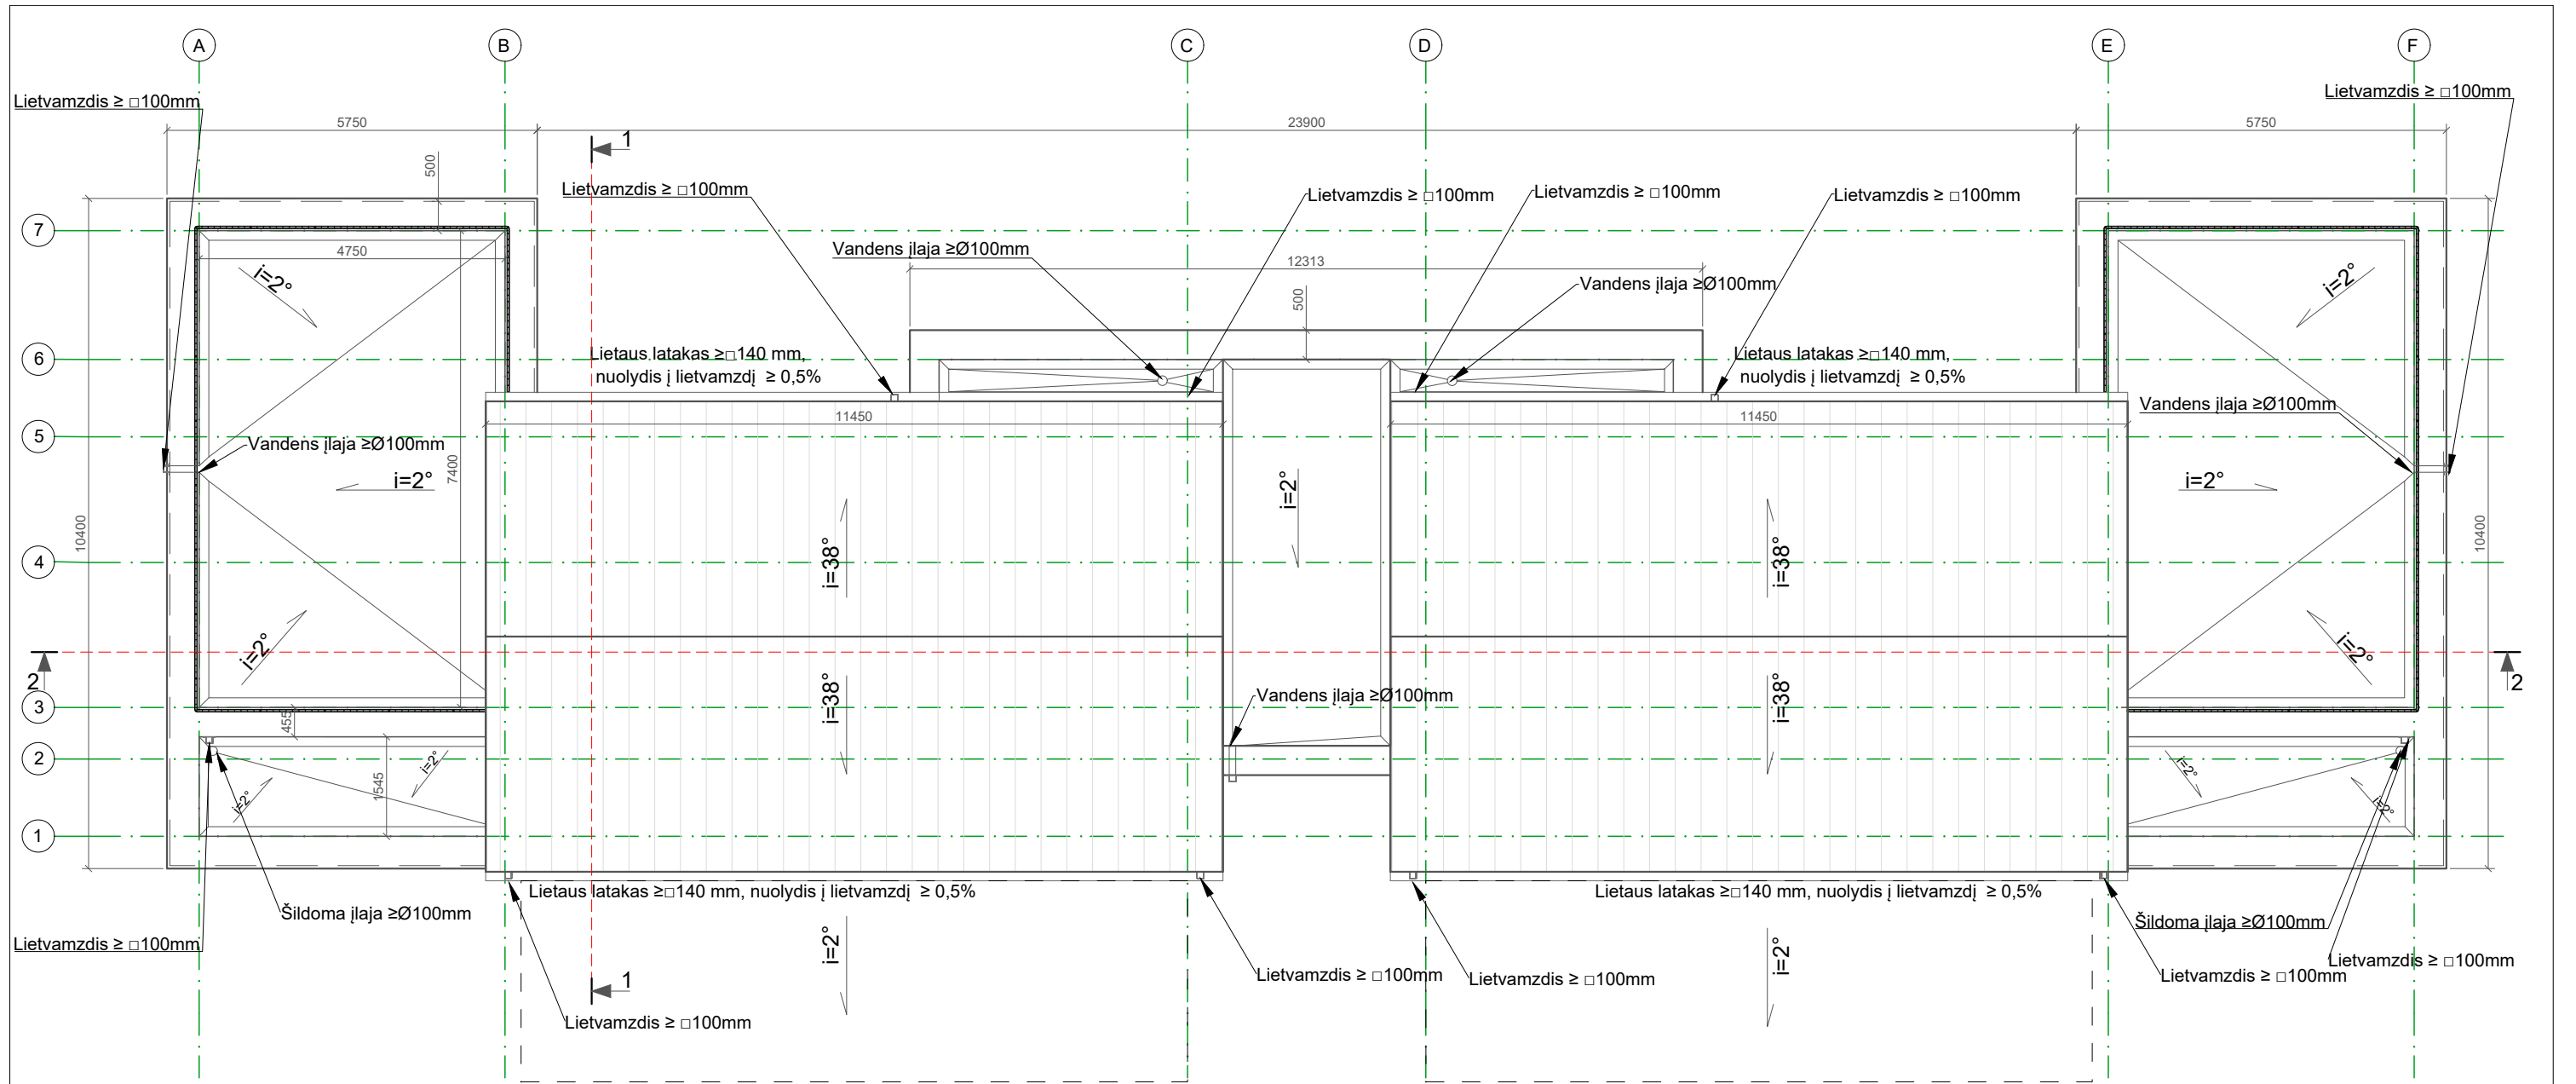 A
B
C
D
E
F
Lietvamzdis ≥ □100mm
Lietvamzdis ≥ □100mm
5750
23900
5750
1
500
Lietvamzdis ≥ □100mm
Lietvamzdis ≥ □100mm
Lietvamzdis ≥ □100mm
Lietvamzdis ≥ □100mm
7
4750
Vandens įlaja ≥Ø100mm
12313
i=2°
i=2°
Vandens įlaja ≥Ø100mm
500
6
Lietaus latakas ≥□140 mm,
nuolydis į lietvamzdį ≥ 0,5%
Lietaus latakas ≥□140 mm,
nuolydis į lietvamzdį ≥ 0,5%
Vandens įlaja ≥Ø100mm
11450
11450
5
Vandens įlaja ≥Ø100mm
7400
i=2°
i=2°
i=2°
10400
10400
4
i=38°
i=38°
i=2°
i=2°
2
2
3
i=38°
i=38°
Vandens įlaja ≥Ø100mm
455
2
i=2°
i=2°
1545
i=2°
i=2°
1
Lietaus latakas ≥□140 mm, nuolydis į lietvamzdį ≥ 0,5%
Lietaus latakas ≥□140 mm, nuolydis į lietvamzdį ≥ 0,5%
Šildoma įlaja ≥Ø100mm
Šildoma įlaja ≥Ø100mm
Lietvamzdis ≥ □100mm
i=2°
i=2°
Lietvamzdis ≥ □100mm
Lietvamzdis ≥ □100mm
Lietvamzdis ≥ □100mm
Lietvamzdis ≥ □100mm
1
Lietvamzdis ≥ □100mm